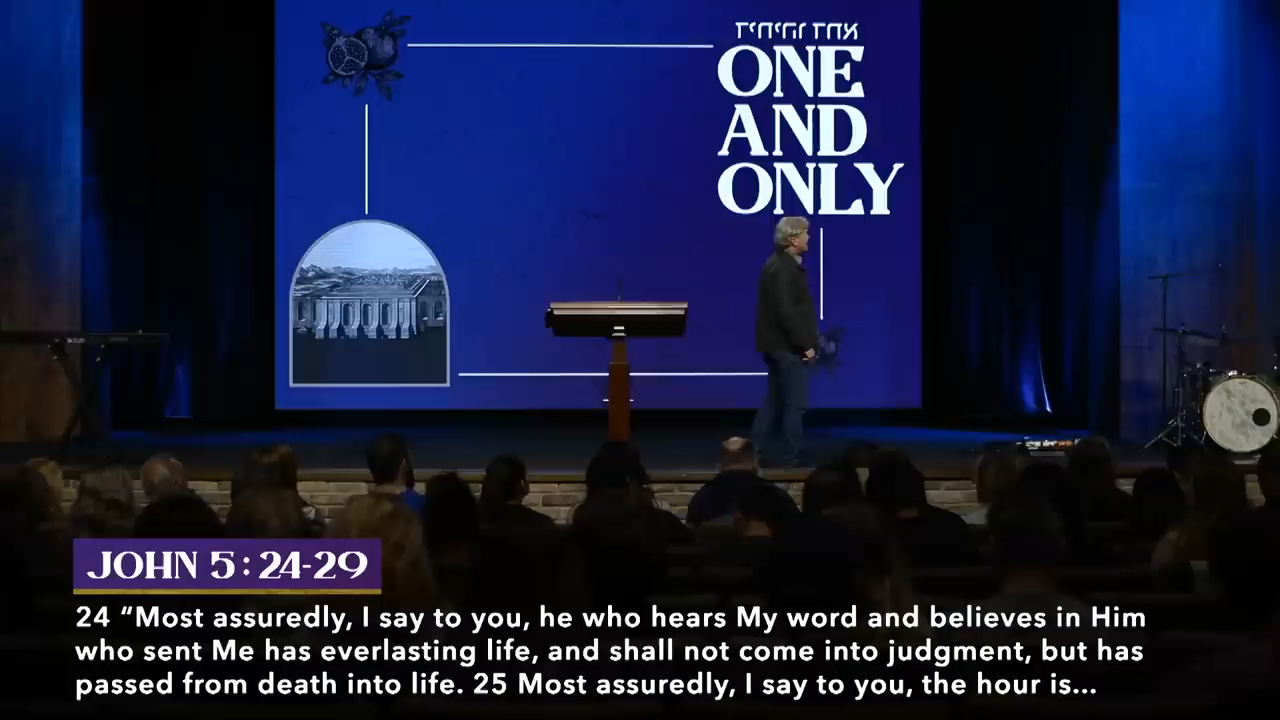 אחד והיחיד
ONE
AND
ONLY
JOHN 5:24-29
24 “Most assuredly, I say to you, he who hears My word and believes in Him
who sent Me has everlasting life, and shall not come into judgment, but has
passed from death into life. 25 Most assuredly, I say to you, the hour is...